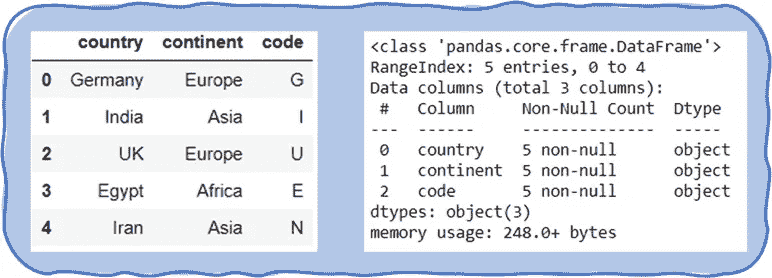 country continent code
0 Germany Europe G
1 India Asia I
2 UK Europe U
3 Egypt Africa E
4 Iran Asia N
<class 'pandas.core.frame.DataFrame'>
RangeIndex: 5 entries, 0 to 4
Data columns (total 3 columns):
# Column Non-Null Count Dtype
--- ------ -------------- -----
0 country 5 non-null object
1 continent 5 non-null object
2 code 5 non-null object
dtypes: object(3)
memory usage: 248.0+ bytes